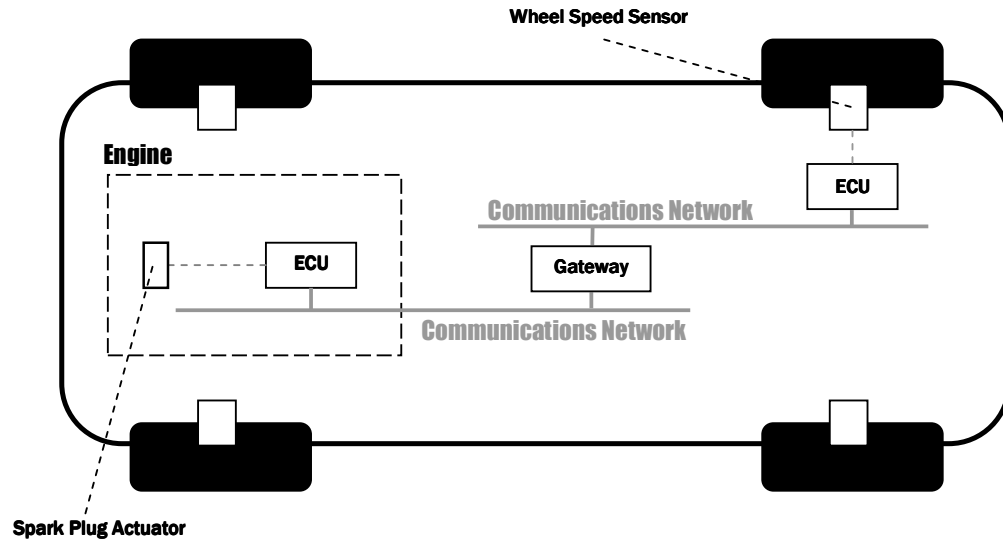 Wheel Speed Sensor
Engine
ECU
Communications Network
ECU
Gateway
Communications Network
Spark Plug Actuator